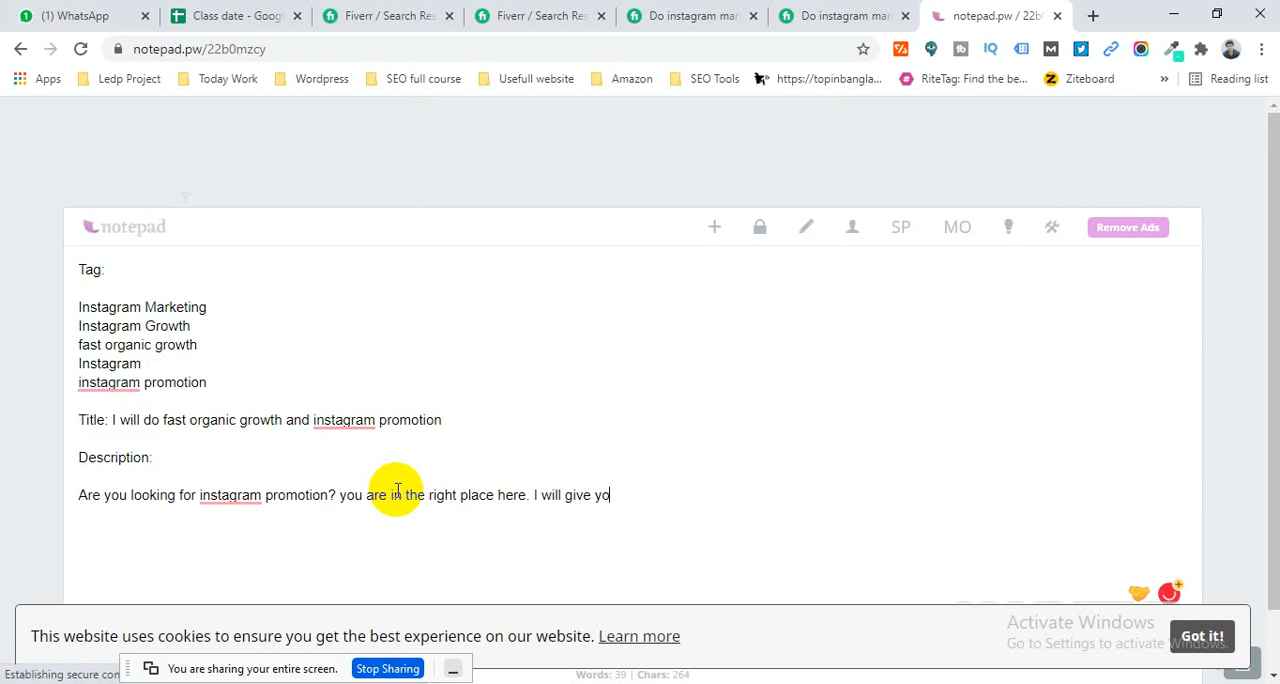 (1) WhatsApp
Class date - Goog
Fiverr / Search Res
Fiverr / Search Res
Do instagram mar
Do instagram mar
notepad.pw / 22b
notepad.pw/22b0mzcy
Apps
Ledp Project
Today Work
Wordpress
SEO full course
Usefull website
Amazon
SEO Tools
https://topinbangla...
RiteTag: Find the be...
Ziteboard
Reading list
notepad
SP
MO
Remove Ads
Tag:
Instagram Marketing
Instagram Growth
fast organic growth
Instagram
instagram promotion
Title: I will do fast organic growth and instagram promotion
Description:
Are you looking for instagram promotion? you are in the right place here. I will give yo
This website uses cookies to ensure you get the best experience on our website. Learn more
Got it!
Activate Windows
Go to Settings to activate Windows.
Establishing secure con
You are sharing your entire screen.
Stop Sharing
Words: 39 | Chars: 264